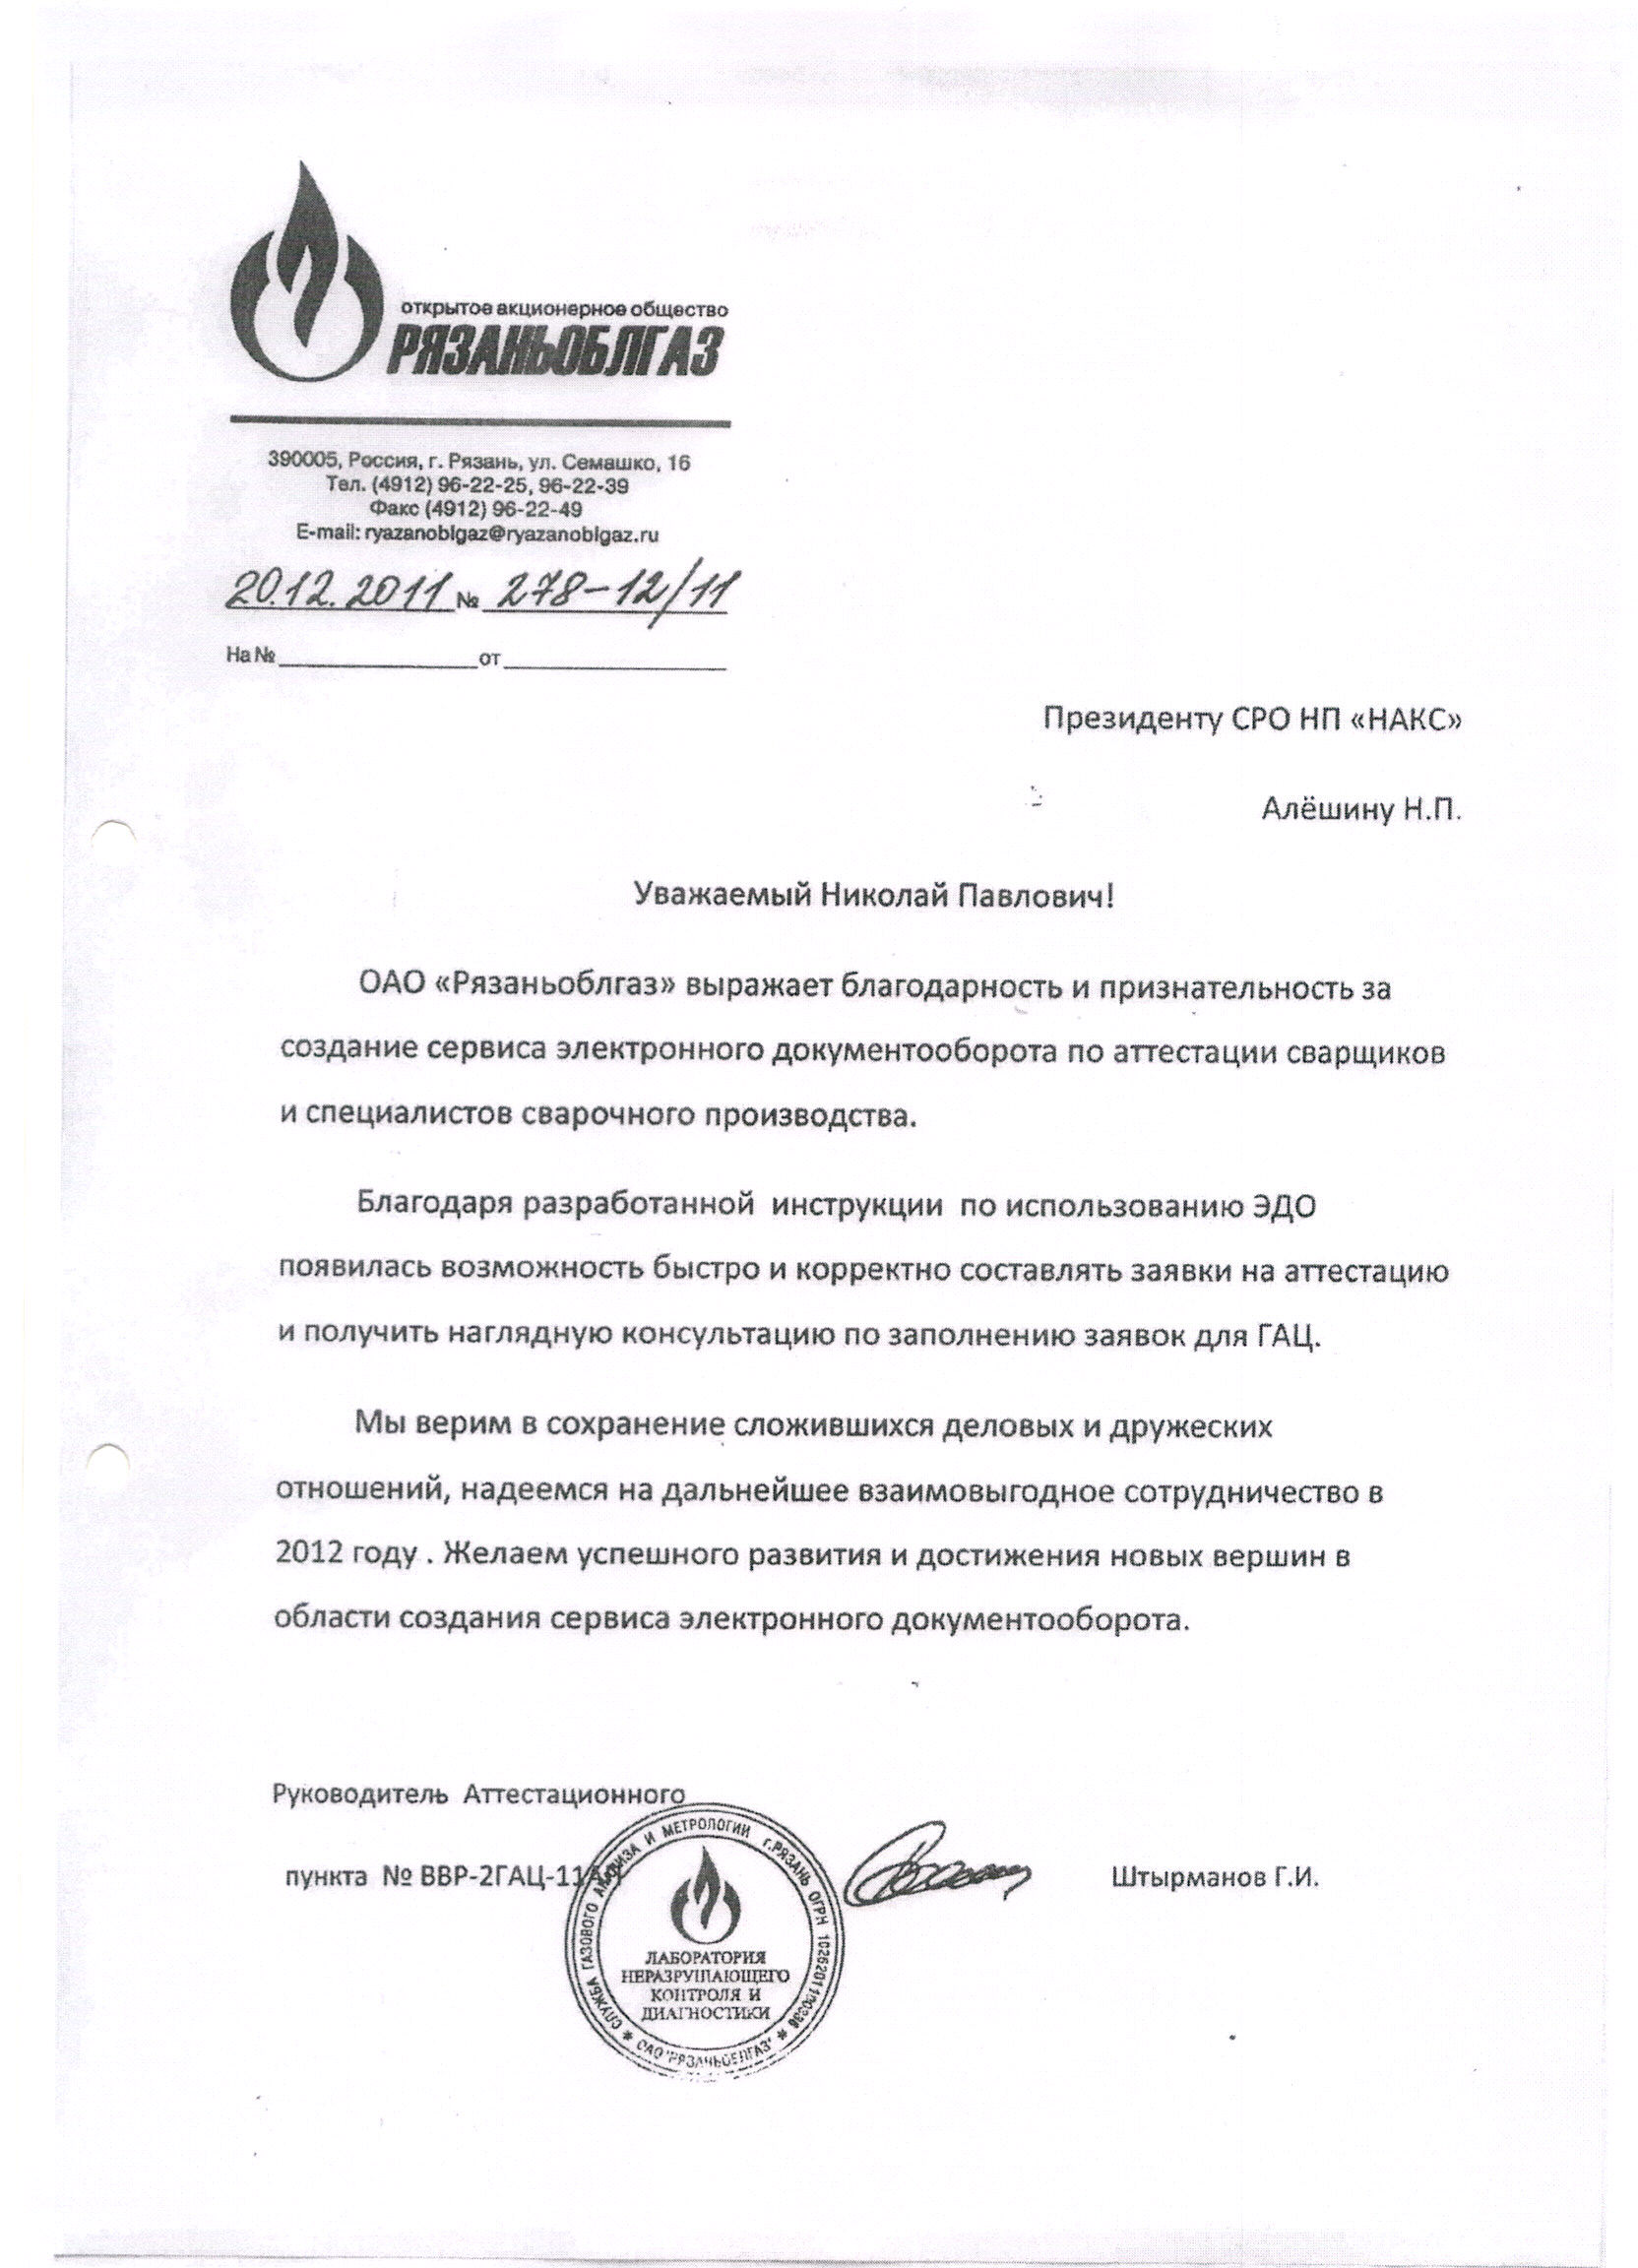 открытое акционерное общество
РЯЗАНЬОБЛГАЗ
390005, Россия, г. Рязань, ул. Семашко, 16
Тел. (4912) 96-22-25, 96-22-39
Факс (4912) 96-22-49
E-mail: ryazanoblgaz@ryazanoblgaz.ru
20.12.2011 № 278-12/11
На № от
Президенту СРО НП «НАКС»
Алёшину Н.П.
Уважаемый Николай Павлович!
ОАО «Рязаньоблгаз» выражает благодарность и признательность за
создание сервиса электронного документооборота по аттестации сварщиков
и специалистов сварочного производства.
Благодаря разработанной инструкции по использованию ЭДО
появилась возможность быстро и корректно составлять заявки на аттестацию
и получить наглядную консультацию по заполнению заявок для ГАЦ.
Мы верим в сохранение сложившихся деловых и дружеских
отношений, надеемся на дальнейшее взаимовыгодное сотрудничество в
2012 году . Желаем успешного развития и достижения новых вершин в
области создания сервиса электронного документооборота.
Руководитель Аттестационного
пункта № ВВР-2ГАЦ-11
Штырманов Г.И.
СЛУЖБА ГАЗОВОГО АНАЛИЗА И МЕТРОЛОГИИ г.РЯЗАНЬ ОГРН
ОАО "РЯЗАНЬОБЛГАЗ"
ЛАБОРАТОРИЯ
НЕРАЗРУШАЮЩЕГО
КОНТРОЛЯ И
ДИАГНОСТИКИ